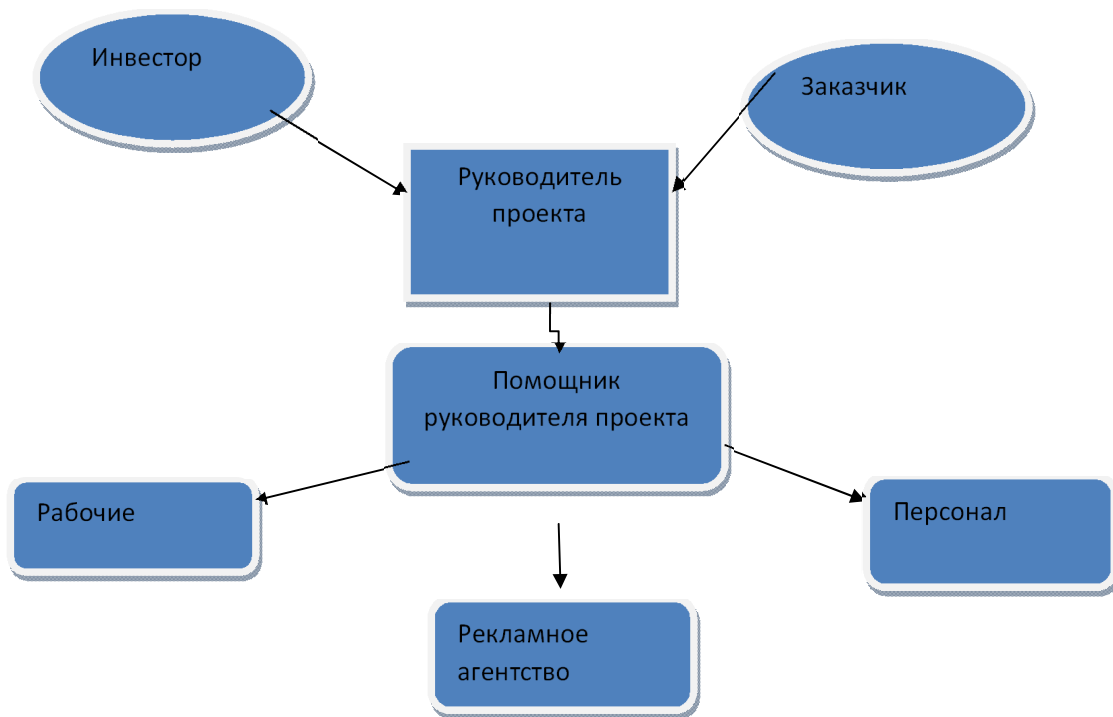 Инвестор
Заказчик
Руководитель
проекта
Помощник
руководителя проекта
Рабочие
Персонал
Рекламное
агентство